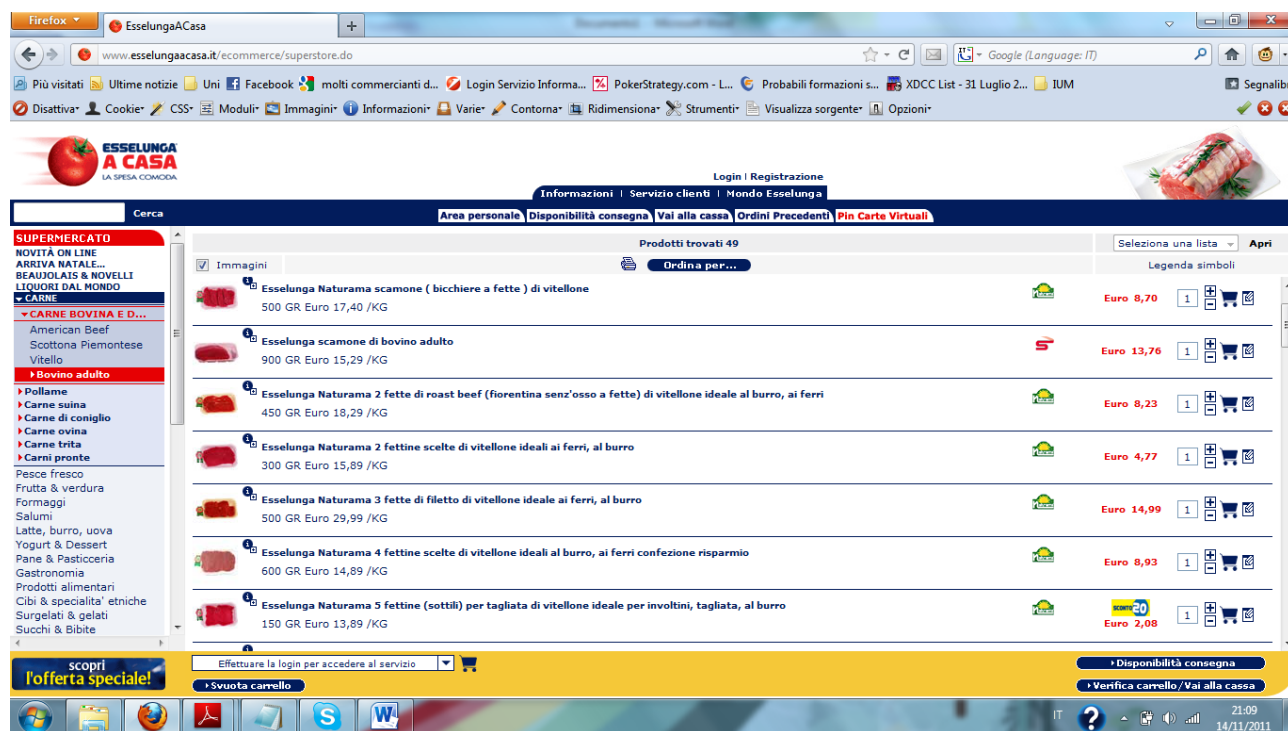 Firefox
EsselungaACasa
www.esselungaacasa.it/ecommerce/superstore.do
Google (Language: IT)
Più visitati Ultime notizie Uni Facebook molti commercianti d... Login Servizio Informa... PokerStrategy.com - L... Probabili formazioni s... XDCC List - 31 Luglio 2... IUM Segnalib
Disattiva Cookie CSS Moduli Immagini Informazioni Varie Contorna Ridimensiona Strumenti Visualizza sorgente Opzioni
ESSELUNGA
A CASA
LA SPESA COMODA
Login | Registrazione
Informazioni | Servizio clienti | Mondo Esselunga
Cerca
Area personale Disponibilità consegna Vai alla cassa Ordini Precedenti Pin Carte Virtuali
SUPERMERCATO
NOVITÀ ON LINE
ARRIVA NATALE...
BEAUJOLAIS & NOVELLI
LIQUORI DAL MONDO
CARNE
CARNE BOVINA E D...
American Beef
Scottona Piemontese
Vitello
Bovino adulto
Pollame
Carne suina
Carne di coniglio
Carne ovina
Carne trita
Carni pronte
Pesce fresco
Frutta & verdura
Formaggi
Salumi
Latte, burro, uova
Yogurt & Dessert
Pane & Pasticceria
Gastronomia
Prodotti alimentari
Cibi & specialita' etniche
Surgelati & gelati
Succhi & Bibite
Prodotti trovati 49
Seleziona una lista Apri
Immagini
Ordina per...
Legenda simboli
Esselunga Naturama scamone ( bicchiere a fette ) di vitellone
500 GR Euro 17,40 /KG
Euro 8,70 1
Esselunga scamone di bovino adulto
900 GR Euro 15,29 /KG
Euro 13,76 1
Esselunga Naturama 2 fette di roast beef (fiorentina senz'osso a fette) di vitellone ideale al burro, ai ferri
450 GR Euro 18,29 /KG
Euro 8,23 1
Esselunga Naturama 2 fettine scelte di vitellone ideali ai ferri, al burro
300 GR Euro 15,89 /KG
Euro 4,77 1
Esselunga Naturama 3 fette di filetto di vitellone ideale ai ferri, al burro
500 GR Euro 29,99 /KG
Euro 14,99 1
Esselunga Naturama 4 fettine scelte di vitellone ideali al burro, ai ferri confezione risparmio
600 GR Euro 14,89 /KG
Euro 8,93 1
Esselunga Naturama 5 fettine (sottili) per tagliata di vitellone ideale per involtini, tagliata, al burro
150 GR Euro 13,89 /KG
SCONTO 20
Euro 2,08 1
scopri
l'offerta speciale!
Effettuare la login per accedere al servizio
Svuota carrello
Disponibilità consegna
Verifica carrello/Vai alla cassa
IT
21:09
14/11/2011